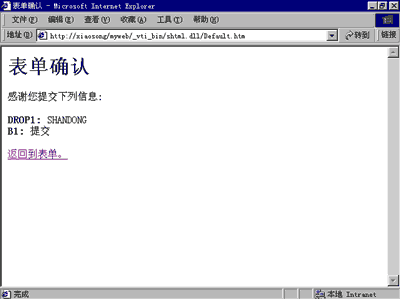 表单确认 - Microsoft Internet Explorer
文件(F) 编辑(E) 查看(V) 收藏(A) 工具(T) 帮助(H)
地址(D) http://xiaosong/myweb/_vti_bin/shtml.dll/Default.htm 转到 链接
表单确认
感谢您提交下列信息:
DROP1: SHANDONG
B1: 提交
返回到表单。
完成 本地 Intranet